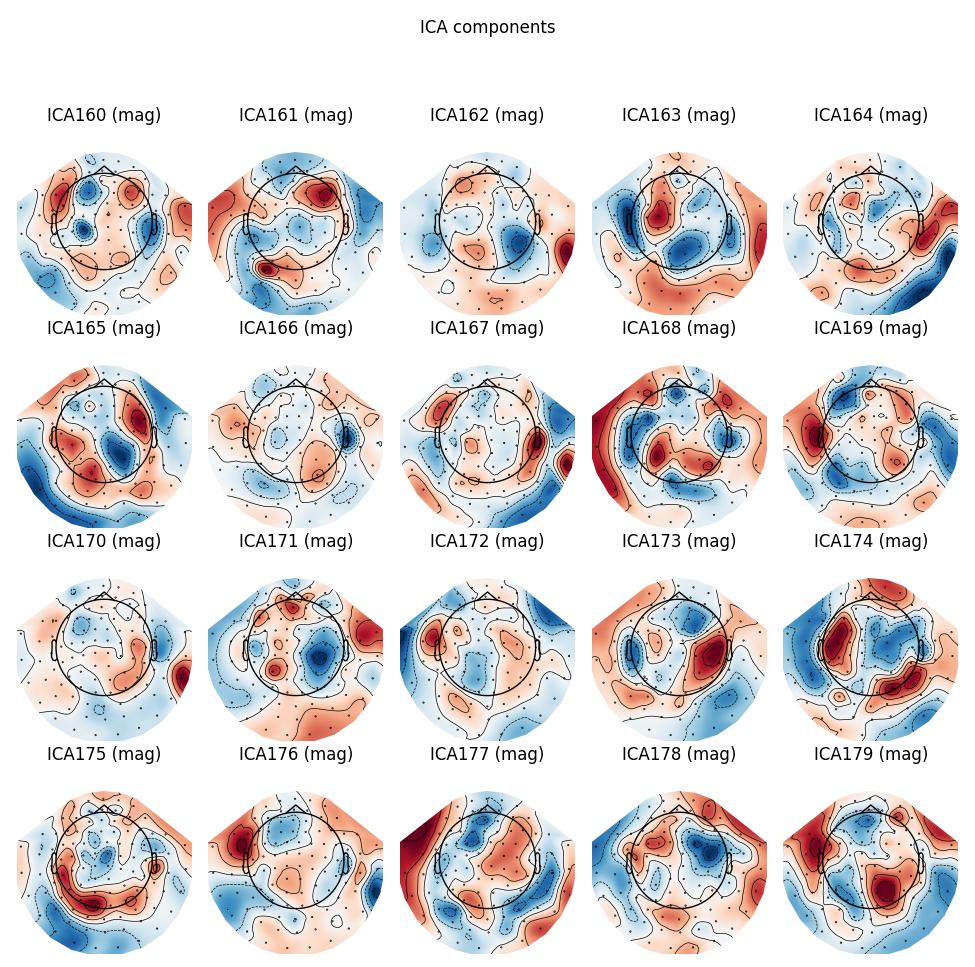 ICA components
ICA160 (mag) ICA161 (mag) ICA162 (mag) ICA163 (mag) ICA164 (mag)
ICA165 (mag) ICA166 (mag) ICA167 (mag) ICA168 (mag) ICA169 (mag)
ICA170 (mag) ICA171 (mag) ICA172 (mag) ICA173 (mag) ICA174 (mag)
ICA175 (mag) ICA176 (mag) ICA177 (mag) ICA178 (mag) ICA179 (mag)